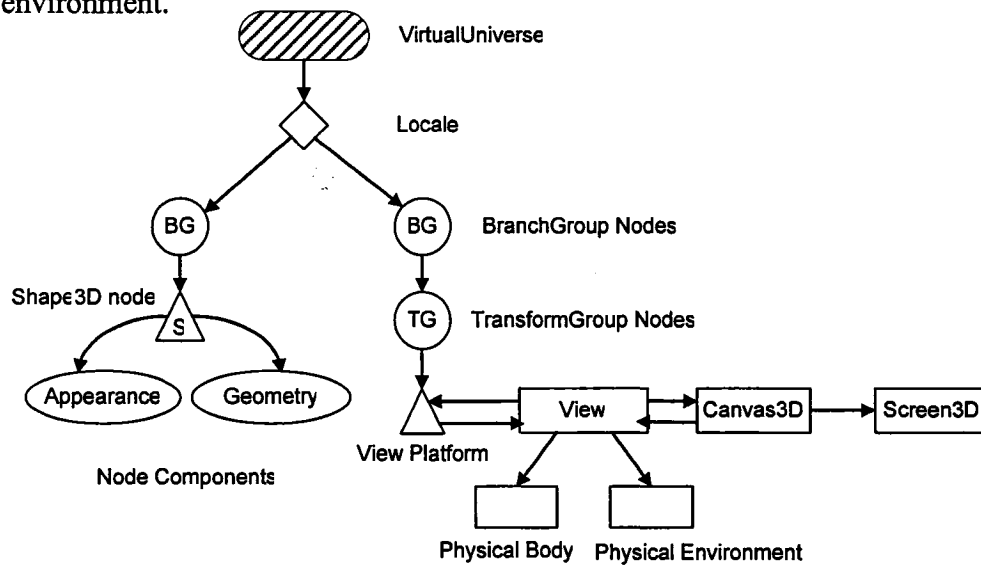 environment.
VirtualUniverse
Locale
BG
BG
BranchGroup Nodes
Shape3D node
S
TG
TransformGroup Nodes
Appearance
Geometry
View
Canvas3D
Screen3D
View Platform
Node Components
Physical Body
Physical Environment